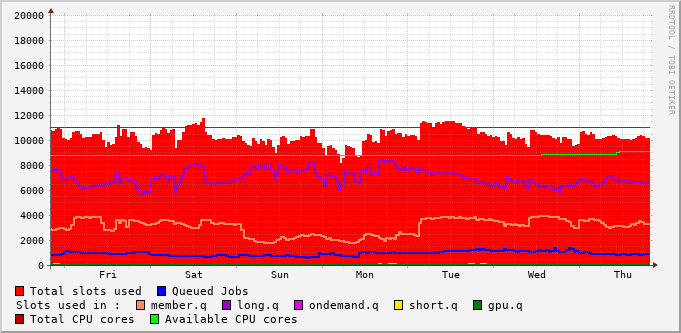 20000
18000
16000
14000
12000
10000
8000
6000
4000
2000
0
Fri Sat Sun Mon Tue Wed Thu
Total slots used Queued Jobs
Slots used in : member.q long.q ondemand.q short.q gpu.q
Total CPU cores Available CPU cores
RRDTOOL / TOBI OETIKER